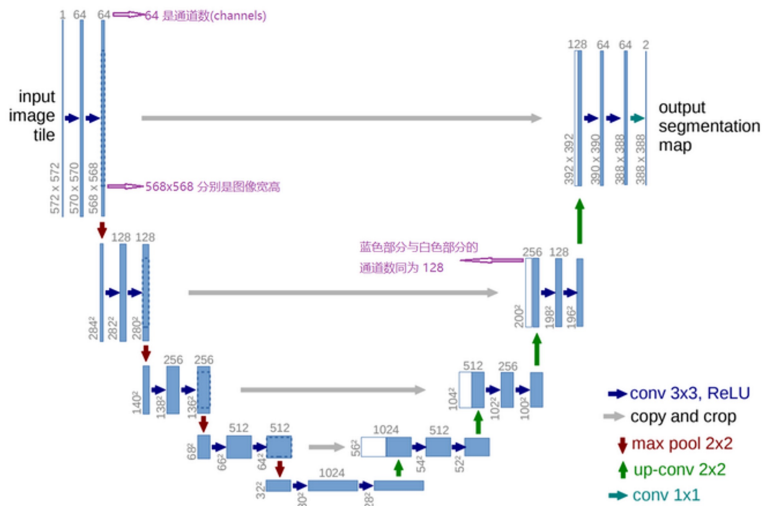 1 64 64
64 是通道数(channels)
input
image
tile
572 x 572
570 x 570
568 x 568
568x568 分别是图像宽高
128 64 64 2
output
segmentation
map
392 x 392
390 x 390
388 x 388
388 x 388
128 128
284²
282²
280²
蓝色部分与白色部分的
通道数同为 128
256 128
200²
198²
196²
256 256
140²
138²
136²
512 256
104²
102²
100²
512 512
68²
66²
64²
1024 512
56²
54²
52²
1024
32²
30²
28²
conv 3x3, ReLU
copy and crop
max pool 2x2
up-conv 2x2
conv 1x1